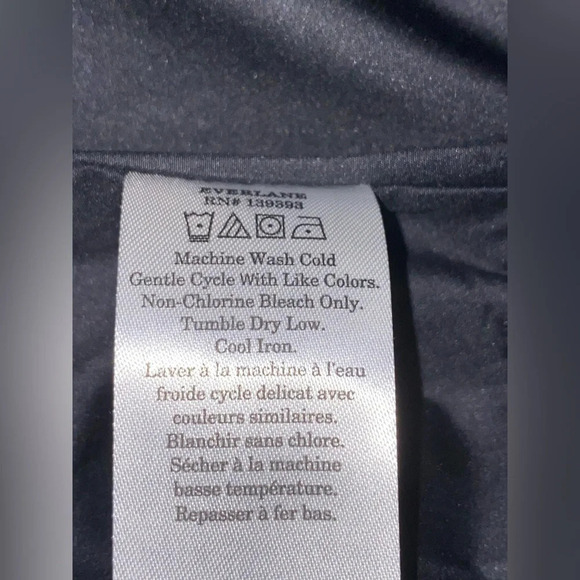 EVERLANE
RN# 139393
Machine Wash Cold
Gentle Cycle With Like Colors.
Non-Chlorine Bleach Only.
Tumble Dry Low.
Cool Iron.
Laver à la machine à l'eau
froide cycle delicat avec
couleurs similaires.
Blanchir sans chlore.
Sécher à la machine
basse température.
Repasser à fer bas.